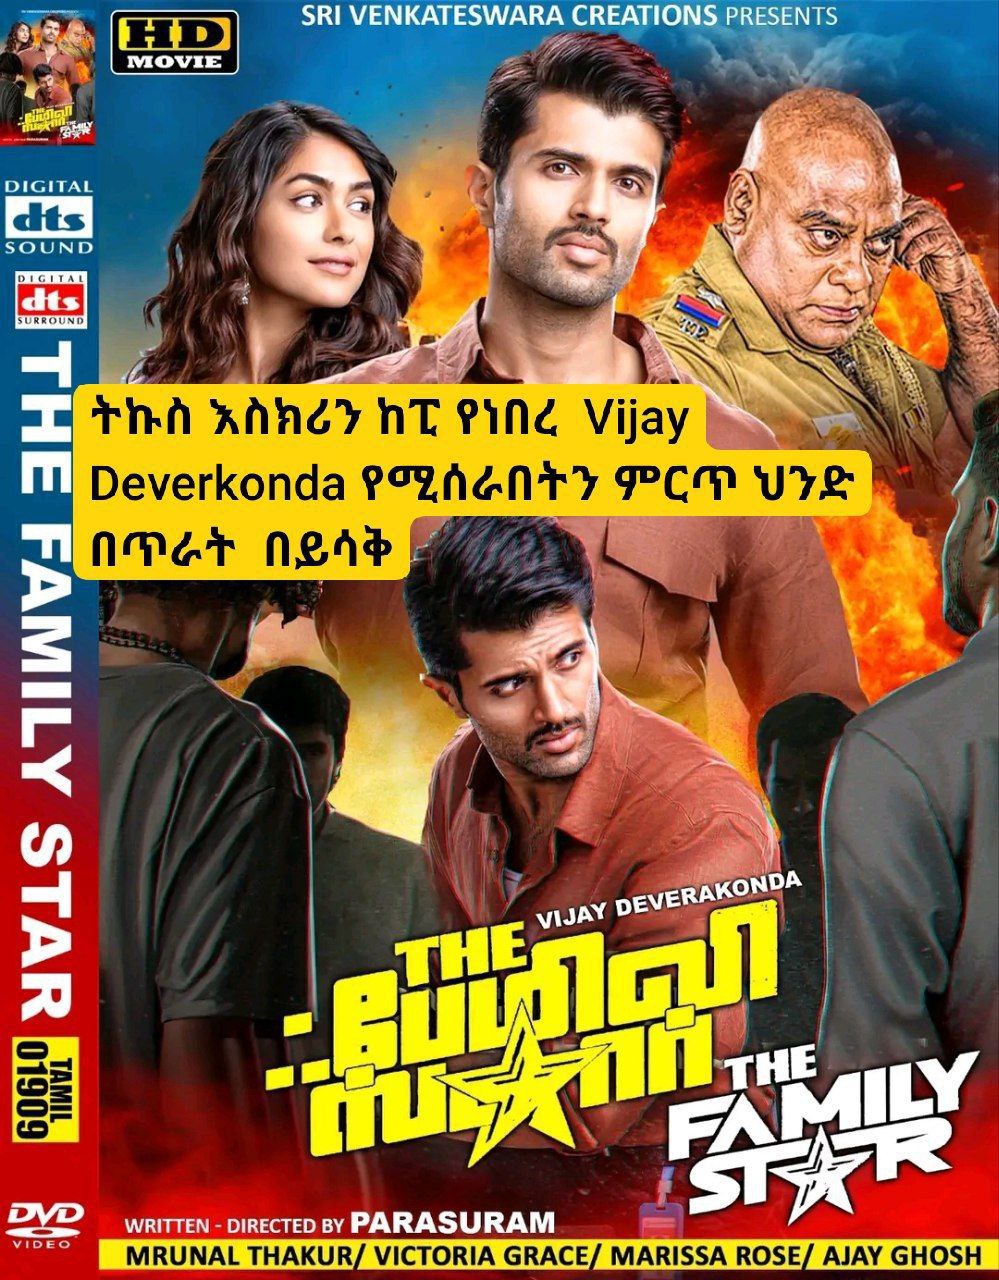 SRI VENKATESWARA CREATIONS PRESENTS
HD
MOVIE
DIGITAL
dts
SOUND
DIGITAL
dts
SURROUND
THE FAMILY STAR
TAMIL
01909
DVD
VIDEO
ትኩስ እስክሪን ከፒ የነበረ Vijay
Deverkonda የሚሰራበትን ምርጥ ህንድ
በጥራት በይሳቅ
VIJAY DEVERAKONDA
THE
ஃபேமிலி
ஸ்டார்
THE
FAMILY
STAR
WRITTEN - DIRECTED BY PARASURAM
MRUNAL THAKUR/ VICTORIA GRACE/ MARISSA ROSE/ AJAY GHOSH